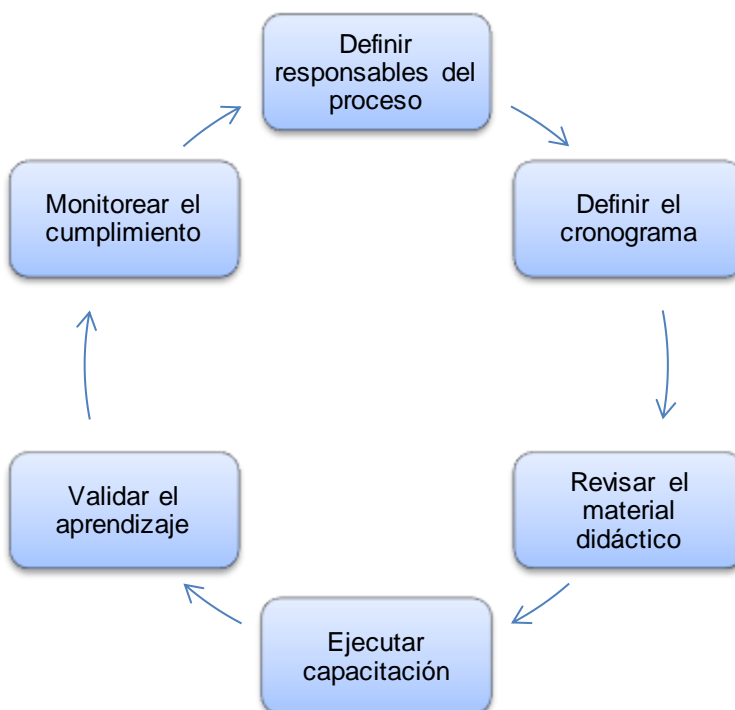 Definir
responsables del
proceso
Definir el
cronograma
Revisar el
material
didáctico
Ejecutar
capacitación
Validar el
aprendizaje
Monitorear el
cumplimiento